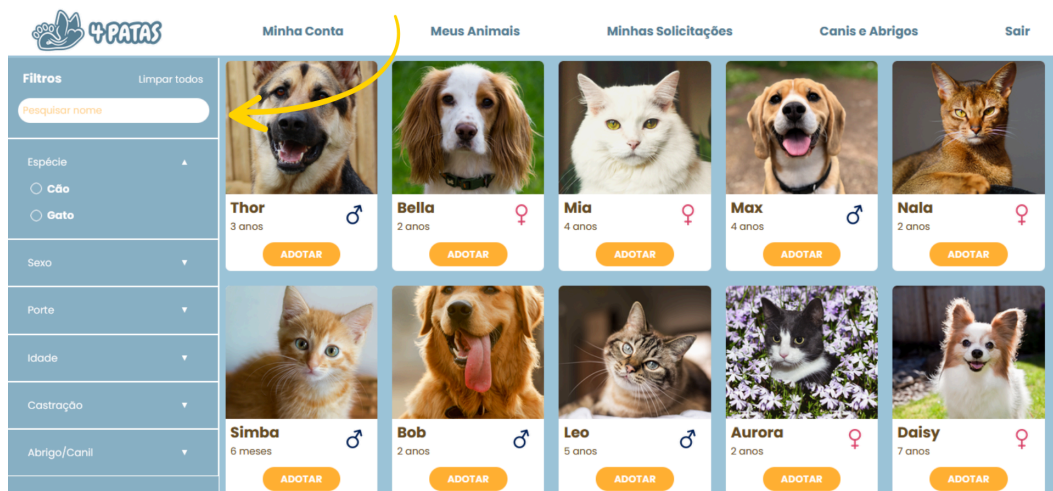 4 PATAS
Minha Conta
Meus Animais
Minhas Solicitações
Canis e Abrigos
Sair
Filtros
Limpar todos
Pesquisar nome
Espécie
Cão
Gato
Sexo
Porte
Idade
Castração
Abrigo/Canil
Thor
3 anos
ADOTAR
Bella
2 anos
ADOTAR
Mia
4 anos
ADOTAR
Max
4 anos
ADOTAR
Nala
2 anos
ADOTAR
Simba
6 meses
ADOTAR
Bob
2 anos
ADOTAR
Leo
5 anos
ADOTAR
Aurora
2 anos
ADOTAR
Daisy
7 anos
ADOTAR